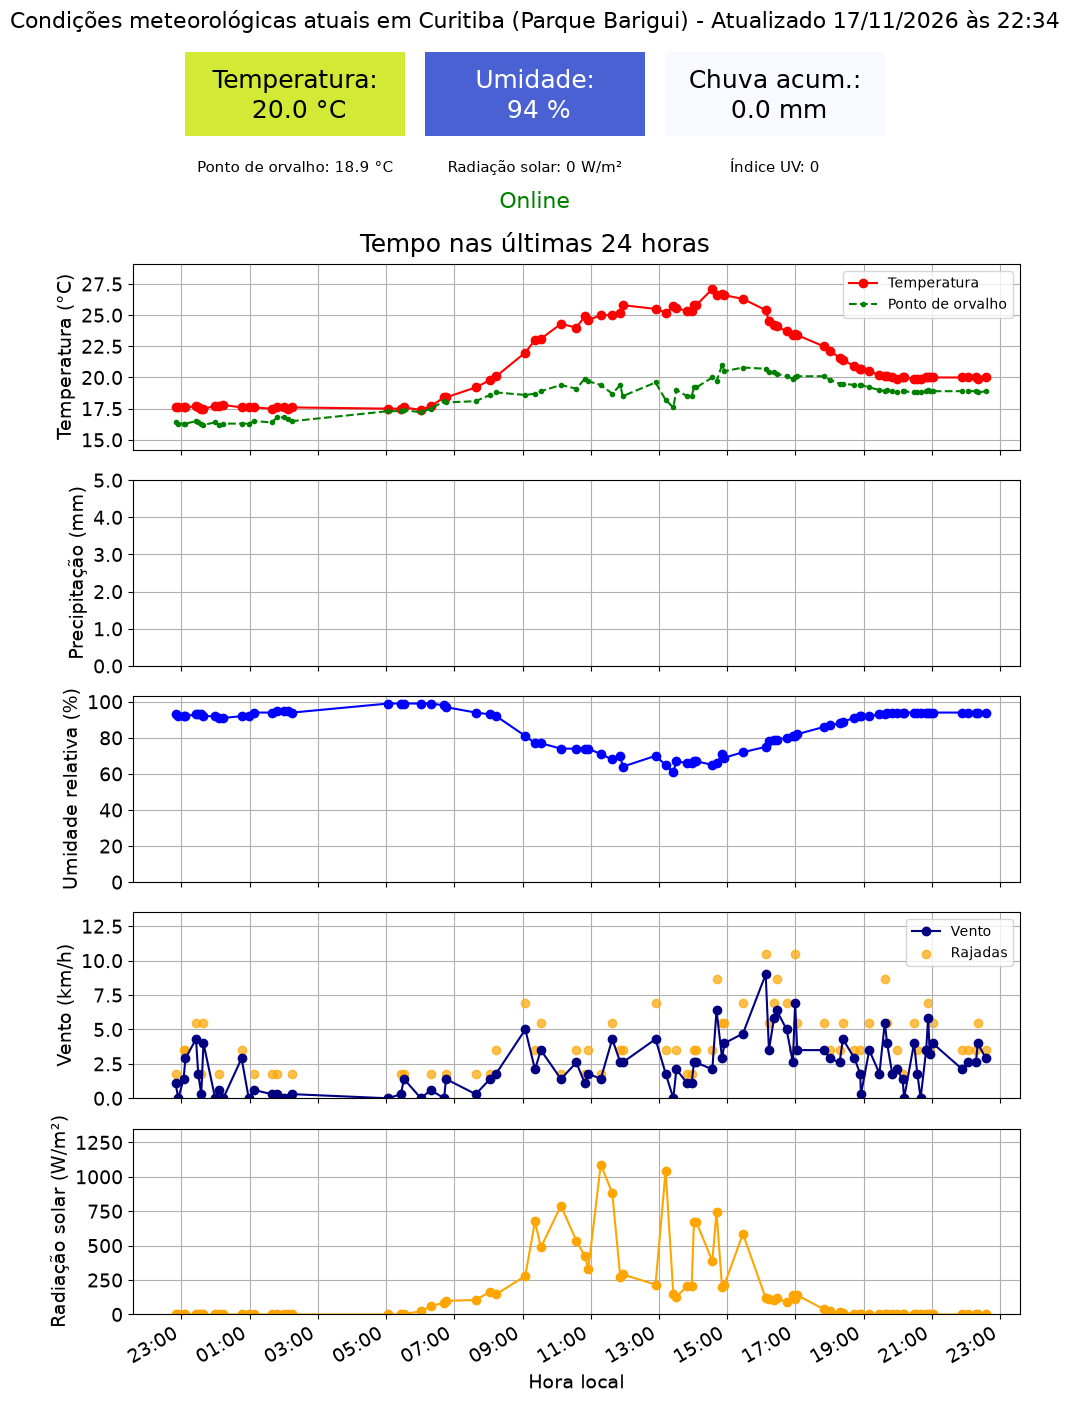 Condições meteorológicas atuais em Curitiba (Parque Barigui) - Atualizado 17/11/2026 às 22:34
Temperatura:
20.0 °C
Umidade:
94 %
Chuva acum.:
0.0 mm
Ponto de orvalho: 18.9 °C
Radiação solar: 0 W/m²
Índice UV: 0
Online
Tempo nas últimas 24 horas
Temperatura (°C)
27.5
25.0
22.5
20.0
17.5
15.0
Temperatura
Ponto de orvalho
Precipitação (mm)
5.0
4.0
3.0
2.0
1.0
0.0
Umidade relativa (%)
100
80
60
40
20
0
Vento (km/h)
12.5
10.0
7.5
5.0
2.5
0.0
Vento
Rajadas
Radiação solar (W/m²)
1250
1000
750
500
250
0
23:00 01:00 03:00 05:00 07:00 09:00 11:00 13:00 15:00 17:00 19:00 21:00 23:00
Hora local